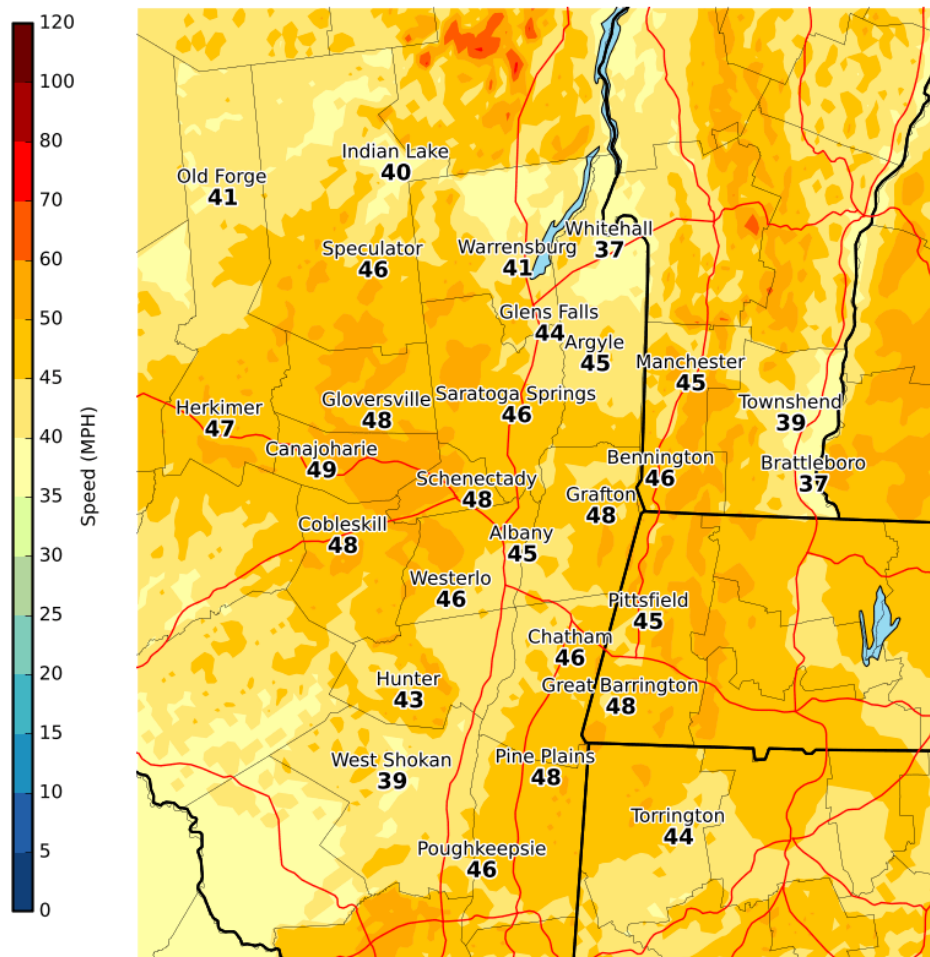 120
100
80
70
60
50
45
40
35
30
25
20
15
10
5
0
Speed (MPH)
Indian Lake
40
Old Forge
41
Whitehall
37
Speculator
46
Warrensburg
41
Glens Falls
44
Argyle
45
Manchester
45
Saratoga Springs
46
Gloversville
48
Herkimer
47
Townshend
39
Canajoharie
49
Bennington
46
Brattleboro
37
Schenectady
48
Grafton
48
Cobleskill
48
Albany
45
Westerlo
46
Pittsfield
45
Chatham
46
Hunter
43
Great Barrington
48
West Shokan
39
Pine Plains
48
Torrington
44
Poughkeepsie
46